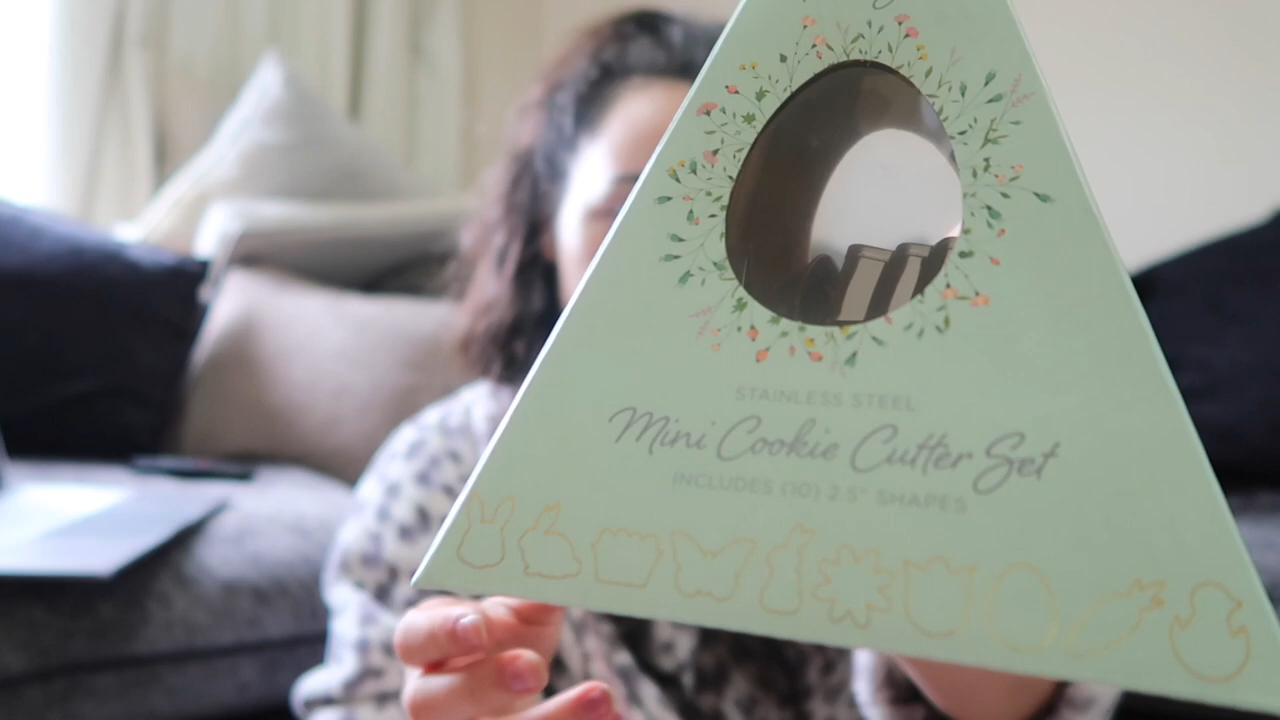 STAINLESS STEEL
Mini Cookie Cutter Set
INCLUDES (10) 2.5" SHAPES